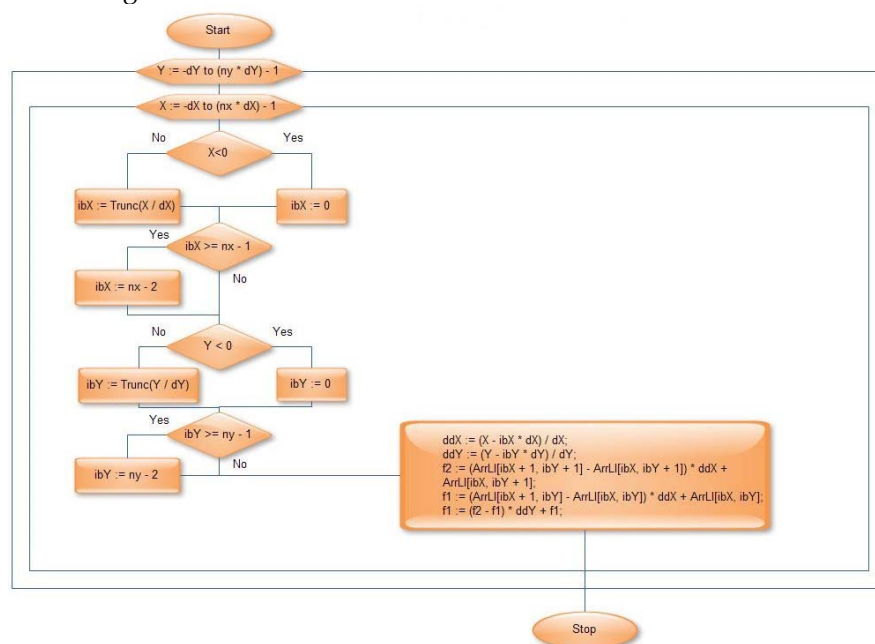 Start
Y := -dY to (ny * dY) - 1
X := -dX to (nx * dX) - 1
No
Yes
X<0
ibX := Trunc(X / dX)
ibX := 0
Yes
ibX >= nx - 1
No
ibX := nx - 2
No
Yes
Y < 0
ibY := Trunc(Y / dY)
ibY := 0
Yes
ibY >= ny - 1
No
ibY := ny - 2
ddX := (X - ibX * dX) / dX;
ddY := (Y - ibY * dY) / dY;
f2 := (ArrLI[ibX + 1, ibY + 1] - ArrLI[ibX, ibY + 1]) * ddX +
ArrLI[ibX, ibY + 1];
f1 := (ArrLI[ibX + 1, ibY] - ArrLI[ibX, ibY]) * ddX + ArrLI[ibX, ibY];
f1 := (f2 - f1) * ddY + f1;
Stop